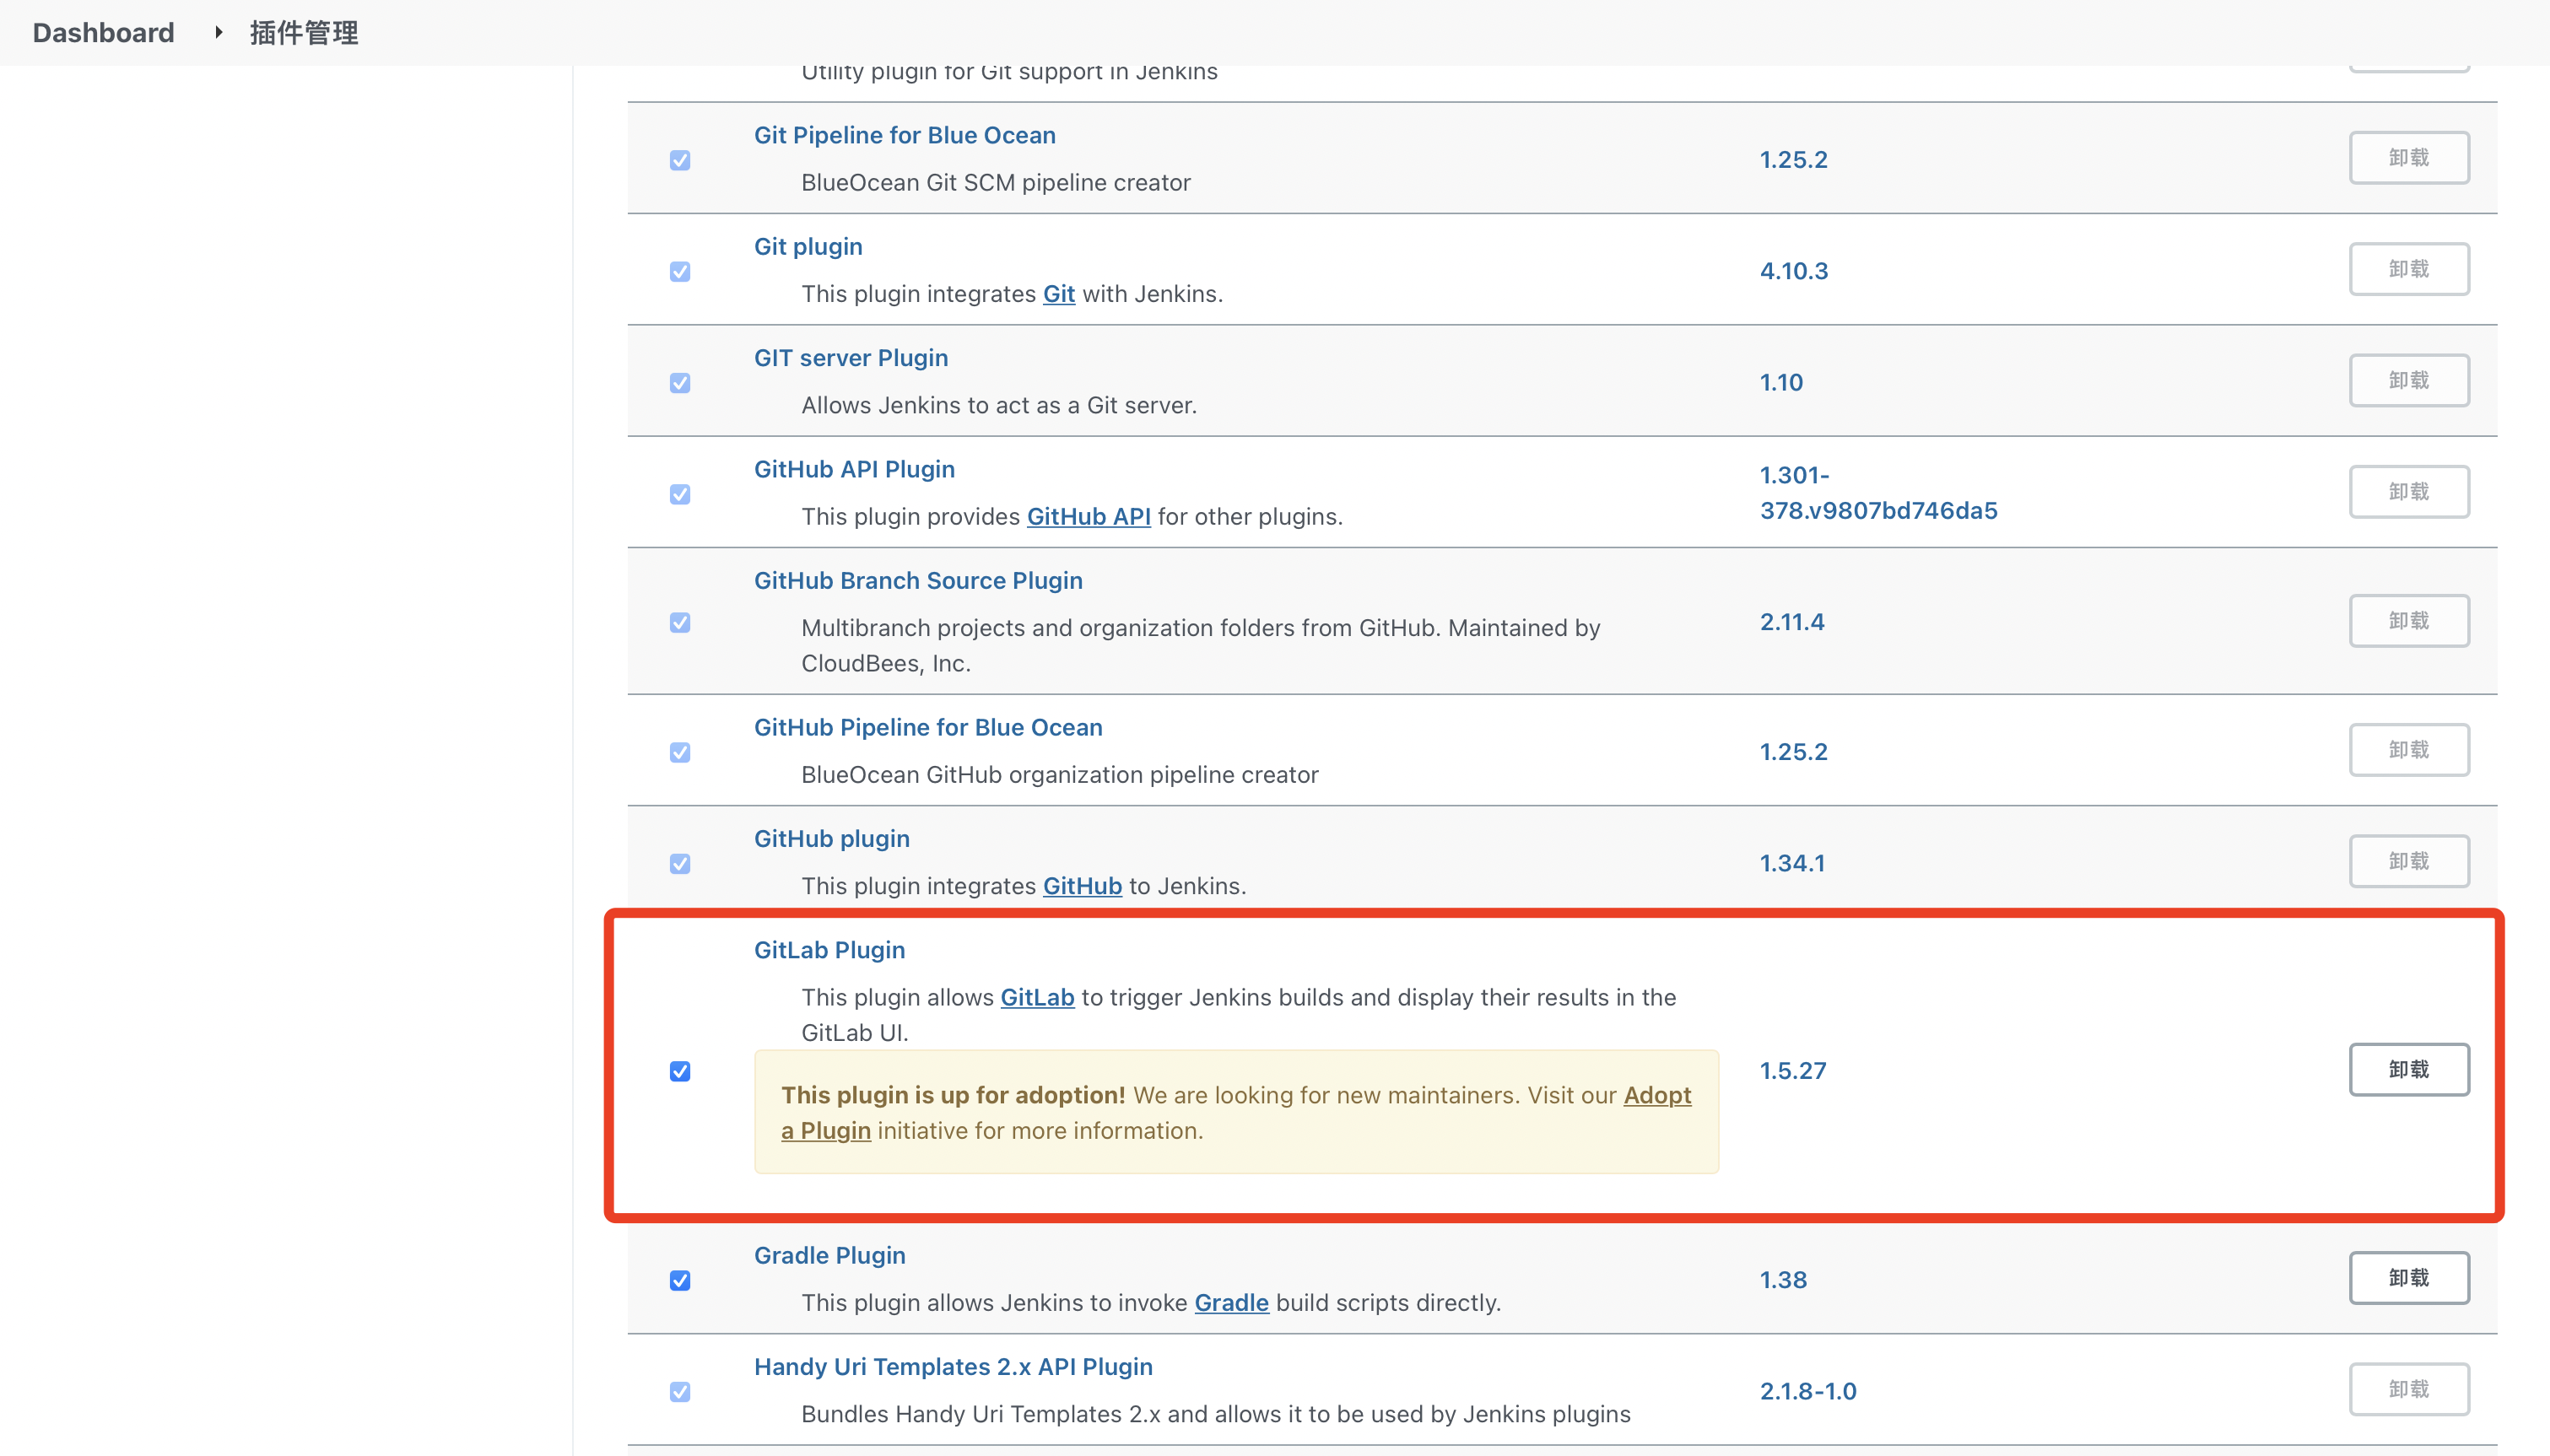 Dashboard
插件管理
Utility plugin for Git support in Jenkins
Git Pipeline for Blue Ocean
BlueOcean Git SCM pipeline creator
1.25.2
卸载
Git plugin
This plugin integrates Git with Jenkins.
4.10.3
卸载
GIT server Plugin
Allows Jenkins to act as a Git server.
1.10
卸载
GitHub API Plugin
This plugin provides GitHub API for other plugins.
1.301-
378.v9807bd746da5
卸载
GitHub Branch Source Plugin
Multibranch projects and organization folders from GitHub. Maintained by
CloudBees, Inc.
2.11.4
卸载
GitHub Pipeline for Blue Ocean
BlueOcean GitHub organization pipeline creator
1.25.2
卸载
GitHub plugin
This plugin integrates GitHub to Jenkins.
1.34.1
卸载
GitLab Plugin
This plugin allows GitLab to trigger Jenkins builds and display their results in the
GitLab UI.
This plugin is up for adoption! We are looking for new maintainers. Visit our Adopt
a Plugin initiative for more information.
1.5.27
卸载
Gradle Plugin
This plugin allows Jenkins to invoke Gradle build scripts directly.
1.38
卸载
Handy Uri Templates 2.x API Plugin
Bundles Handy Uri Templates 2.x and allows it to be used by Jenkins plugins
2.1.8-1.0
卸载